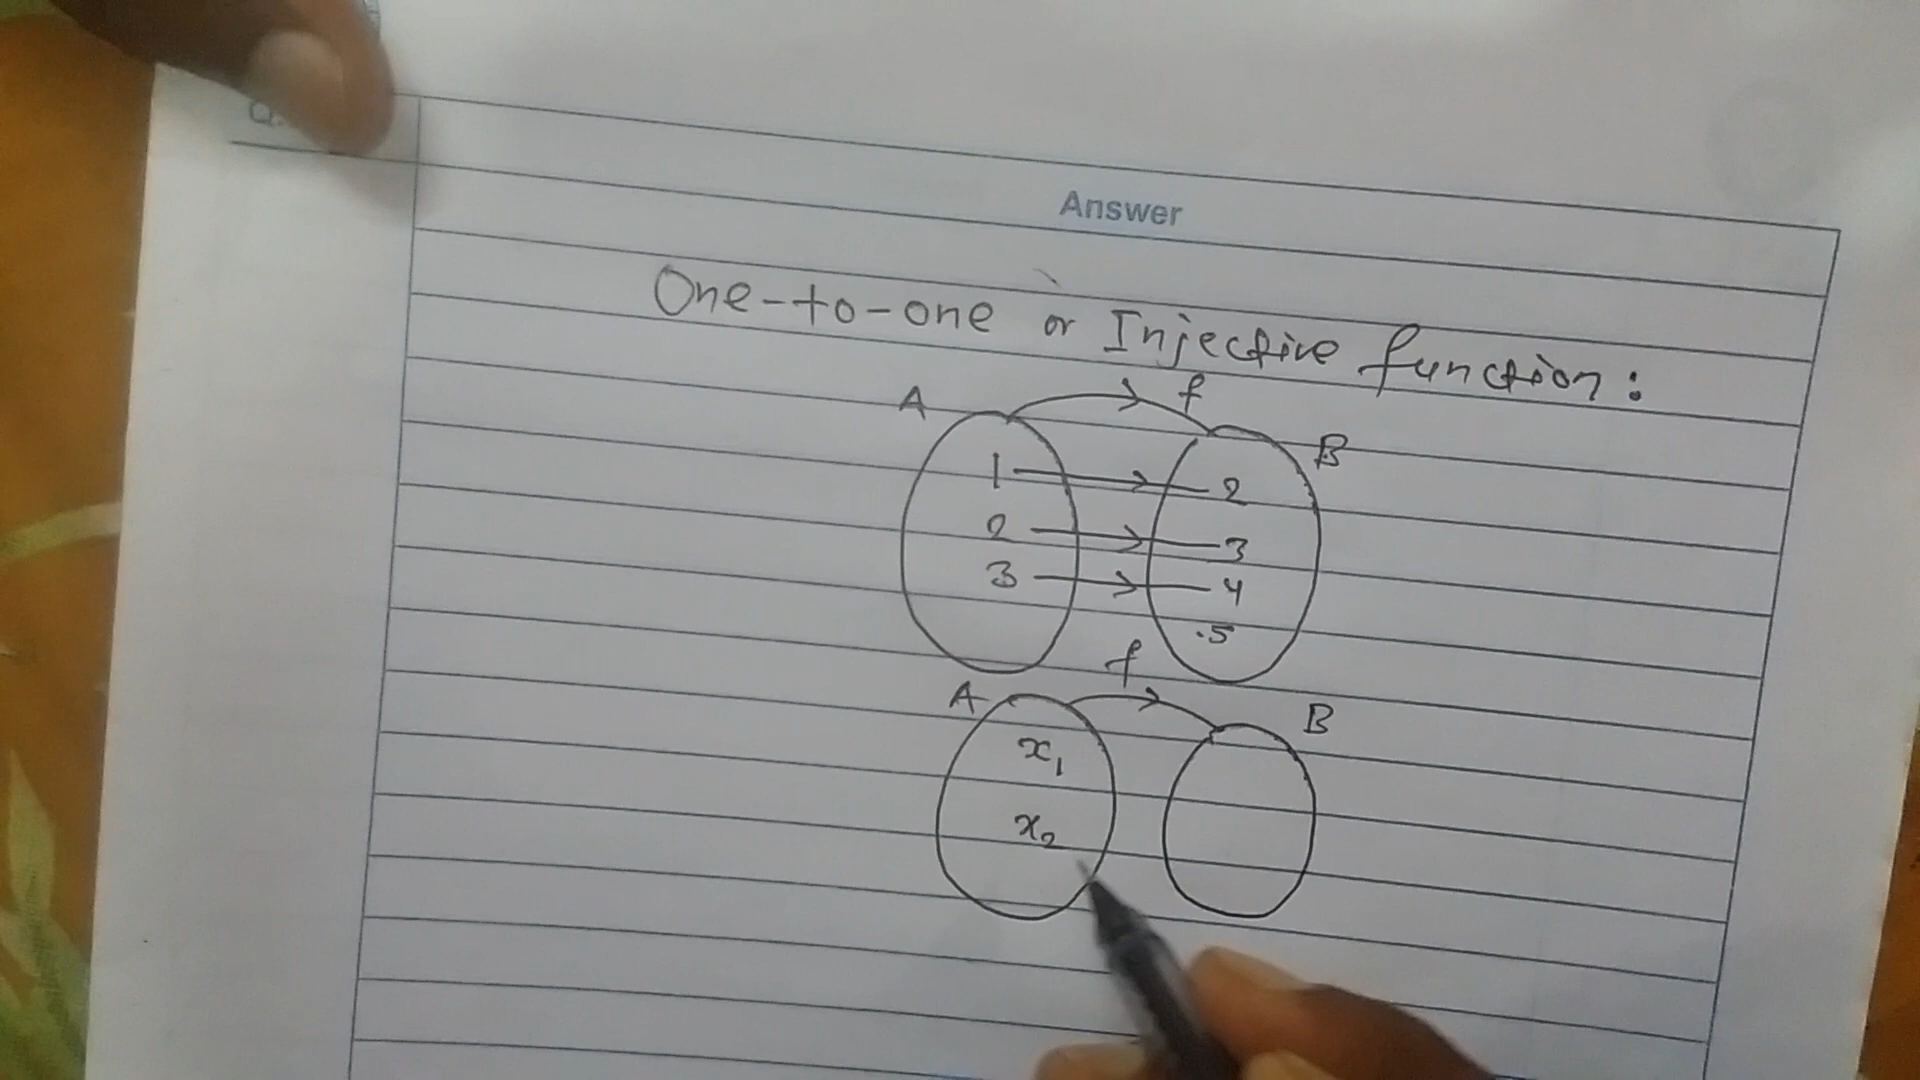 Answer
One-to-one or Injective function:
A f B
1 2
2 3
3 4
.5
A f B
x₁
x₂